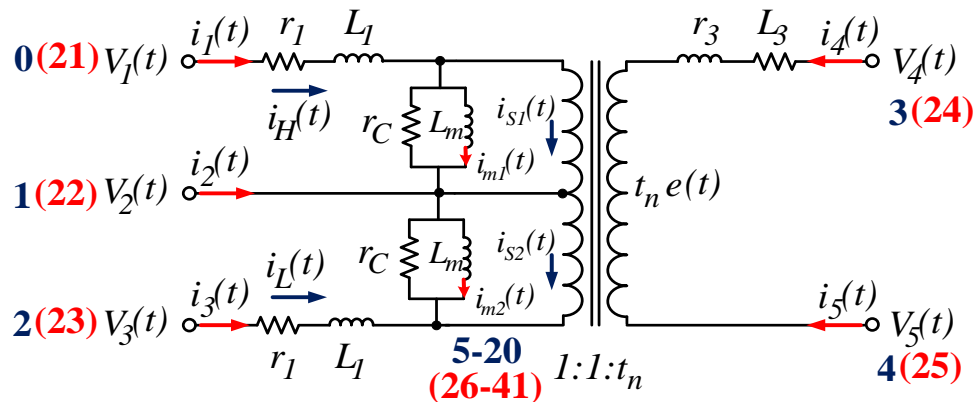 i1(t) r1 L1
0(21) V1(t)
iH(t)
rC Lm iS1(t)
im1(t)
i2(t)
1(22) V2(t)
rC Lm iS2(t)
im2(t)
i3(t) iL(t)
2(23) V3(t)
r1 L1
5-20
(26-41)
1:1:tn
tn e(t)
r3 L3 i4(t)
V4(t)
3(24)
i5(t)
V5(t)
4(25)